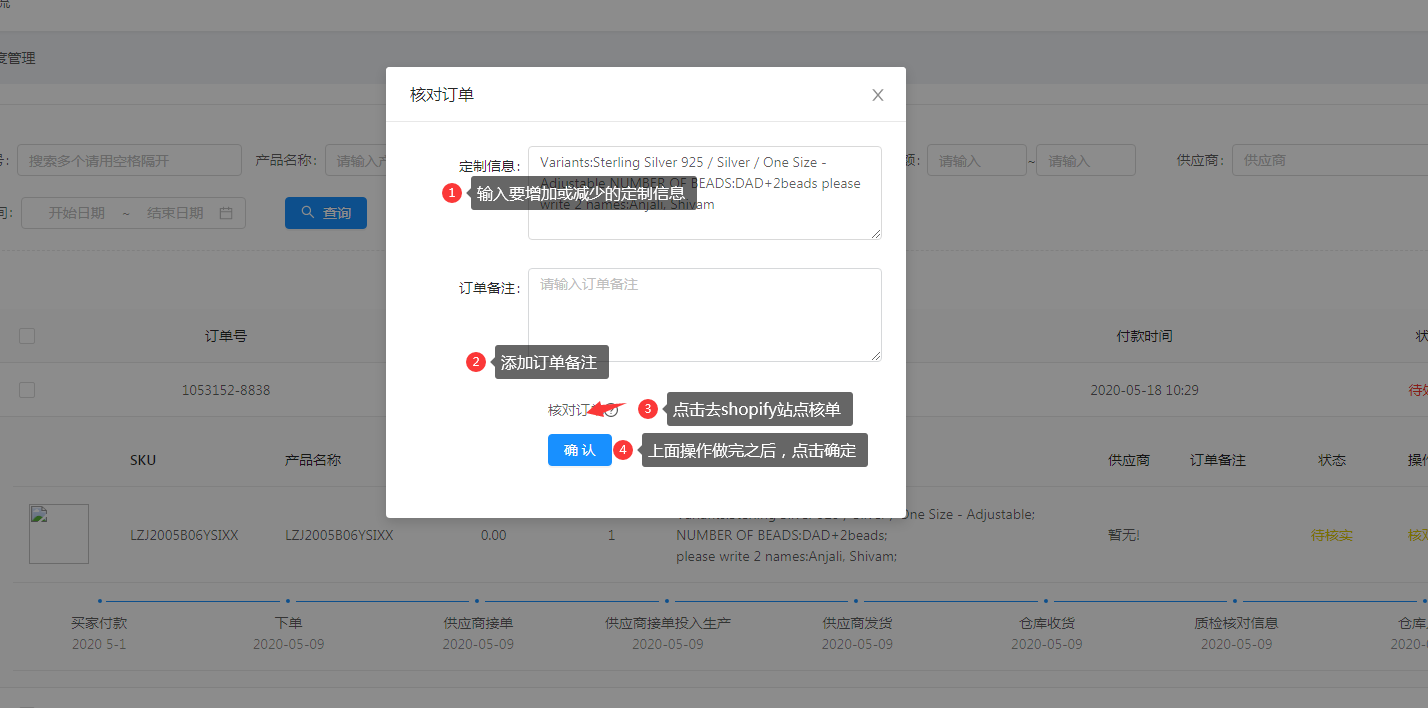 度管理
核对订单
搜索多个请用空格隔开
产品名称:
请输入产
请输入
~
请输入
供应商:
供应商
定制信息:
Variants:Sterling Silver 925 / Silver / One Size -
Adjustable NUMBER OF BEADS:DAD+2beads please
write 2 names:Anjali, Shivam
1
输入要增加或减少的定制信息
开始日期
~
结束日期
查询
订单备注:
请输入订单备注
2
添加订单备注
订单号
付款时间
1053152-8838
2020-05-18 10:29
核对订
3
点击去shopify站点核单
确 认
4
上面操作做完之后，点击确定
SKU
产品名称
供应商
订单备注
状态
操作
LZJ2005B06YSIXX
LZJ2005B06YSIXX
0.00
1
Variants:Sterling Silver 925 / Silver / One Size - Adjustable;
NUMBER OF BEADS:DAD+2beads;
please write 2 names:Anjali, Shivam;
暂无!
待核实
核对
买家付款
下单
供应商接单
供应商接单投入生产
供应商发货
仓库收货
质检核对信息
仓库
2020 5-1
2020-05-09
2020-05-09
2020-05-09
2020-05-09
2020-05-09
2020-05-09
2020-0